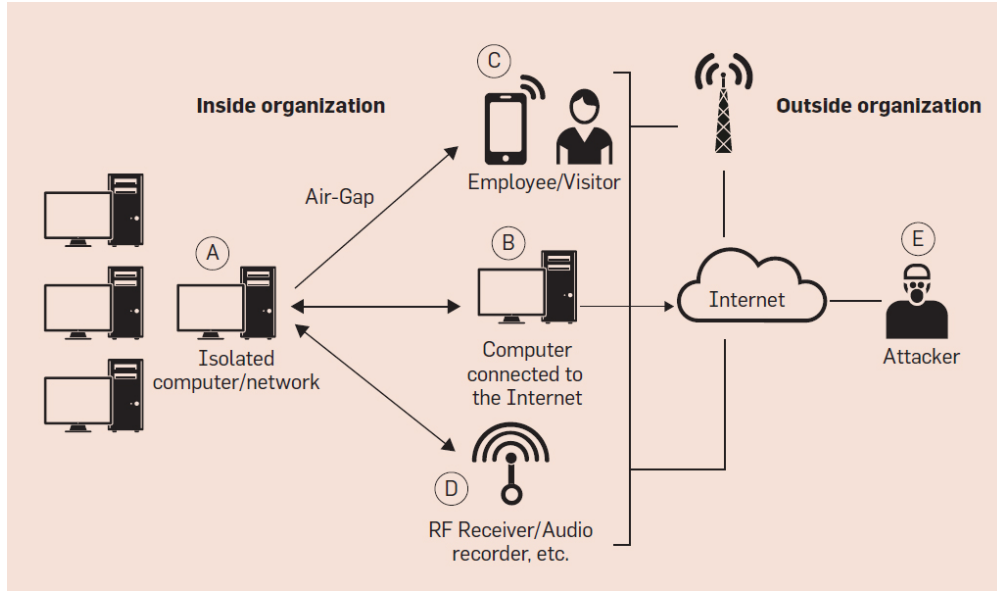 C
Inside organization
Outside organization
Employee/Visitor
Air-Gap
A
B
E
Internet
Isolated
computer/network
Computer
connected to
the Internet
Attacker
D
RF Receiver/Audio
recorder, etc.